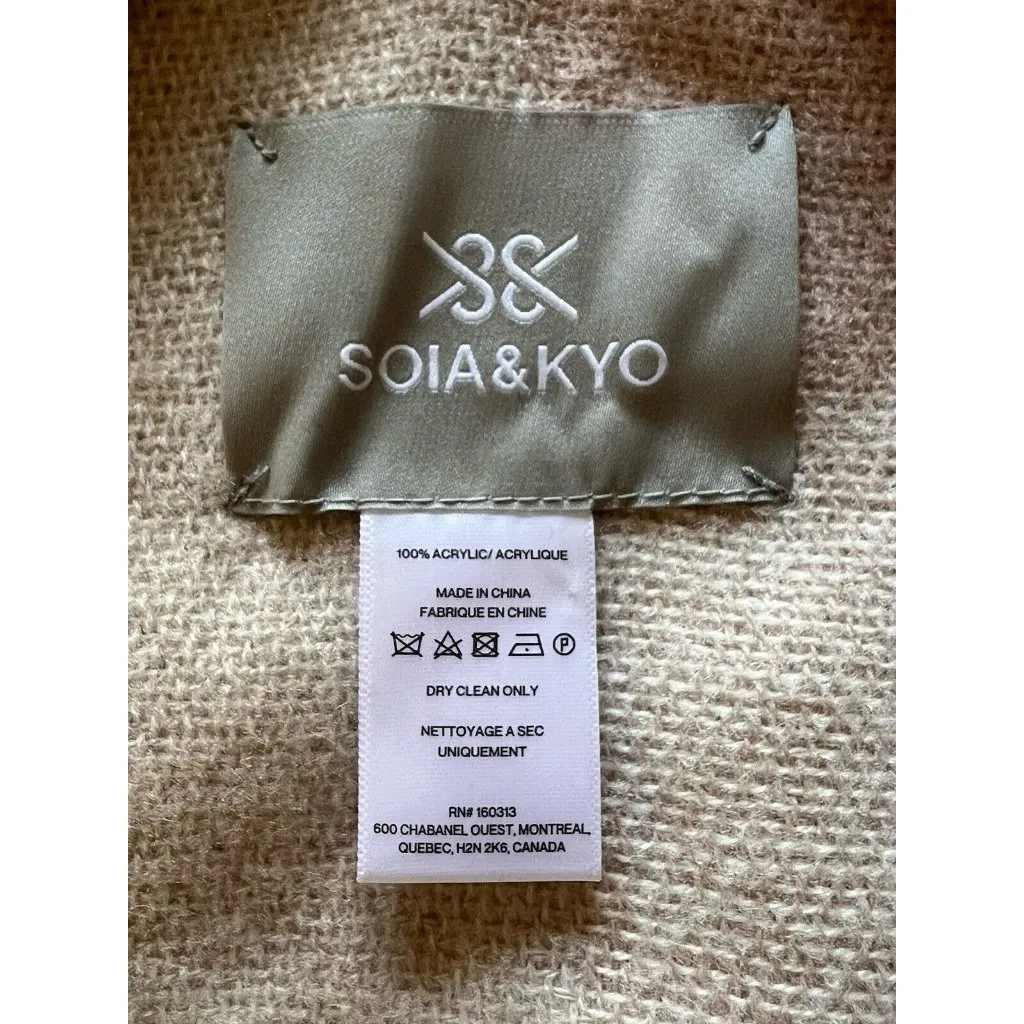 SOIA&KYO
100% ACRYLIC/ ACRYLIQUE
MADE IN CHINA
FABRIQUE EN CHINE
P
DRY CLEAN ONLY
NETTOYAGE A SEC
UNIQUEMENT
RN# 160313
600 CHABANEL OUEST, MONTREAL,
QUEBEC, H2N 2K6, CANADA